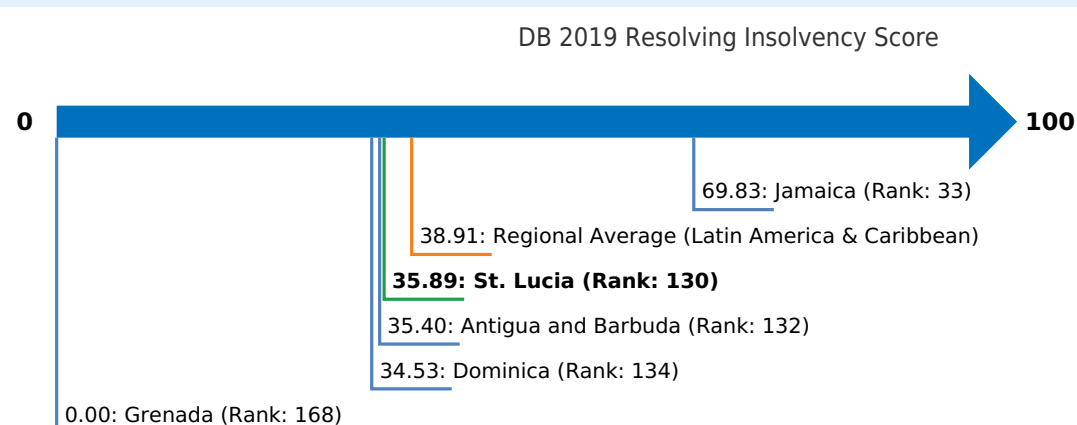 DB 2019 Resolving Insolvency Score
0
100
69.83: Jamaica (Rank: 33)
38.91: Regional Average (Latin America & Caribbean)
35.89: St. Lucia (Rank: 130)
35.40: Antigua and Barbuda (Rank: 132)
34.53: Dominica (Rank: 134)
0.00: Grenada (Rank: 168)